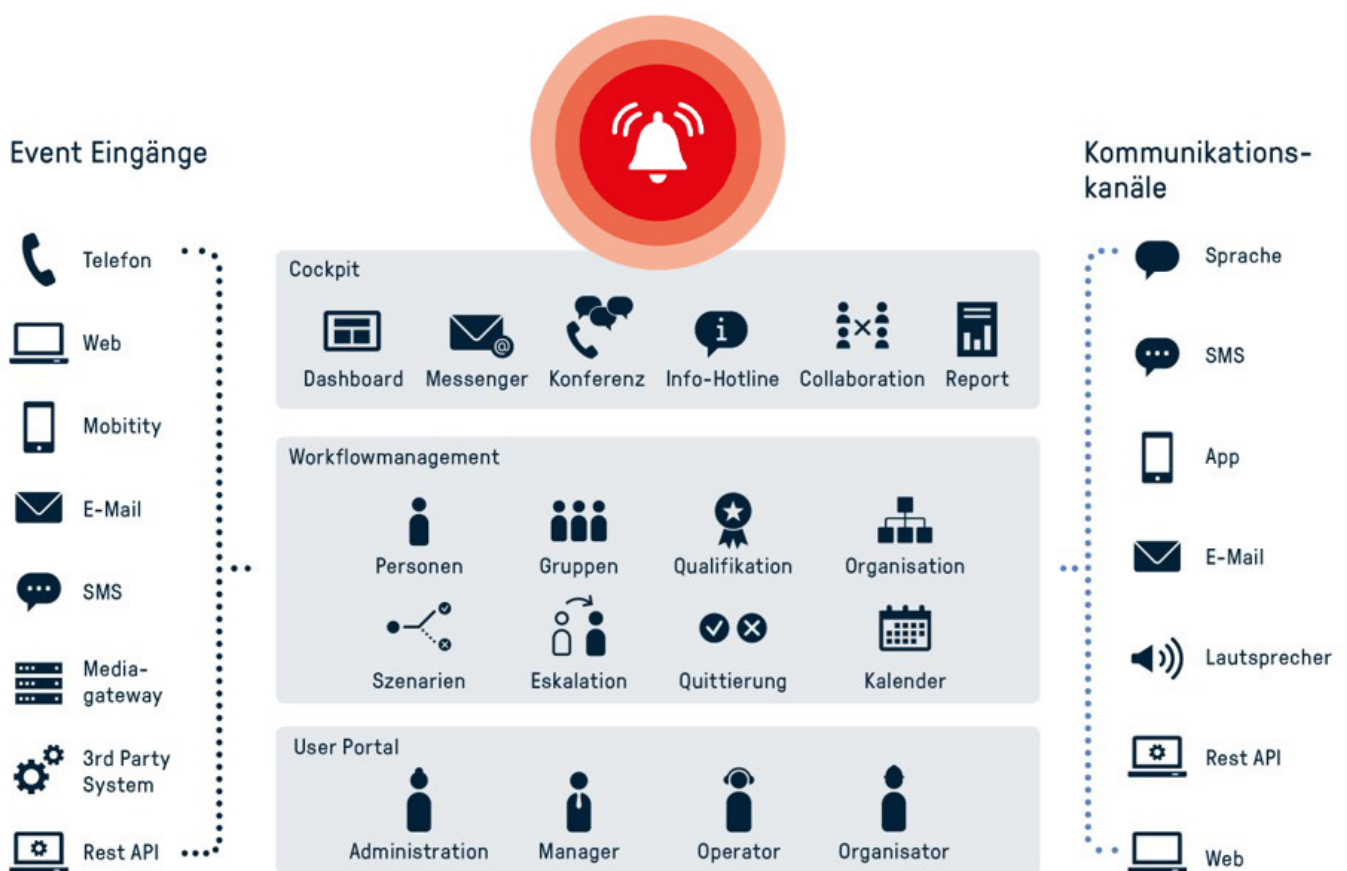 Event Eingänge
Telefon
Web
Mobitity
E-Mail
SMS
Media-
gateway
3rd Party
System
Rest API
Cockpit
Dashboard Messenger Konferenz Info-Hotline Collaboration Report
Workflowmanagement
Personen Gruppen Qualifikation Organisation
Szenarien Eskalation Quittierung Kalender
User Portal
Administration Manager Operator Organisator
Kommunikations-
kanäle
Sprache
SMS
App
E-Mail
Lautsprecher
Rest API
Web